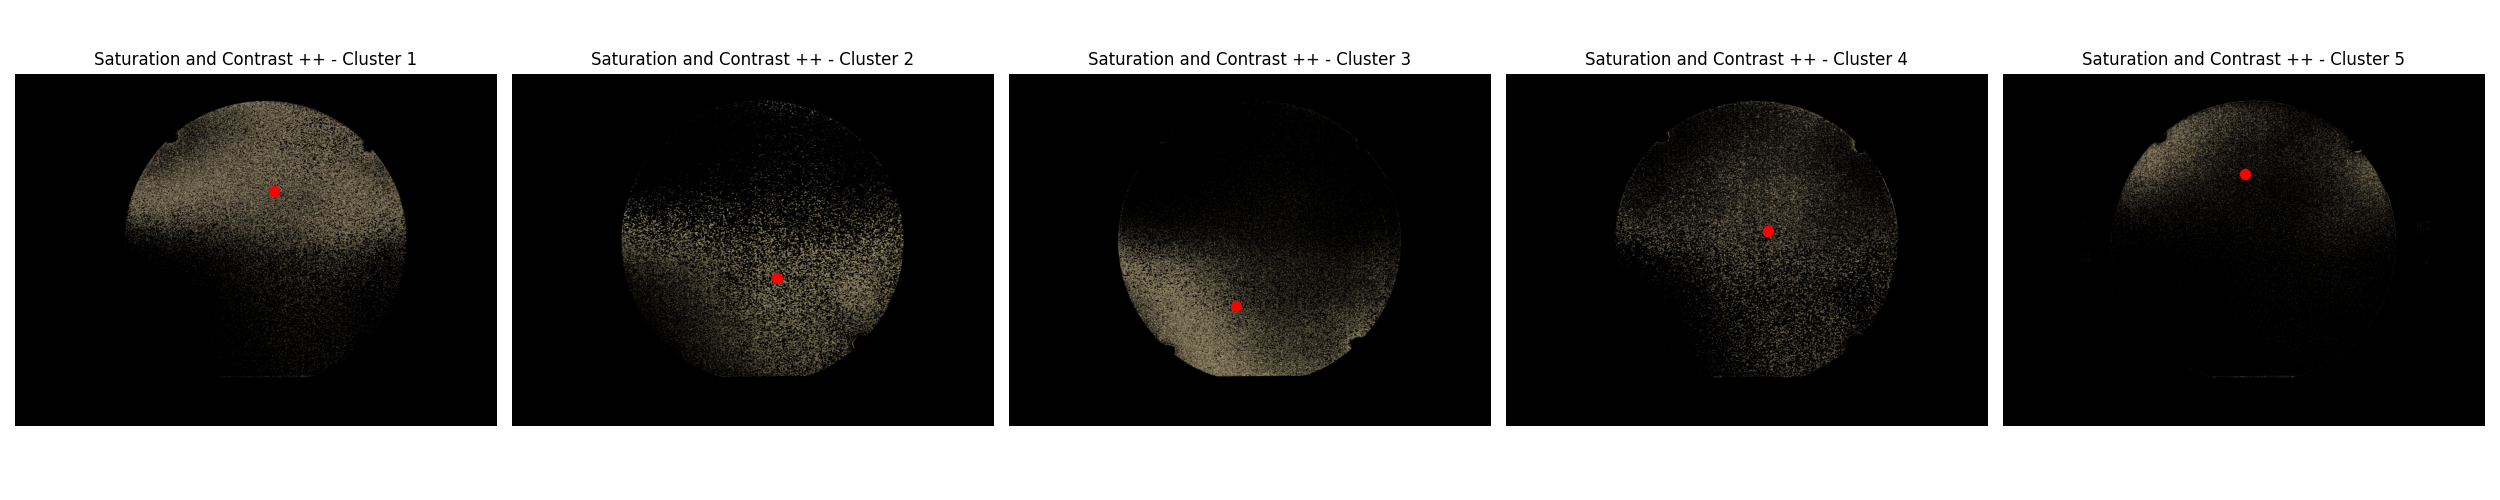 Saturation and Contrast ++ - Cluster 1
Saturation and Contrast ++ - Cluster 2
Saturation and Contrast ++ - Cluster 3
Saturation and Contrast ++ - Cluster 4
Saturation and Contrast ++ - Cluster 5